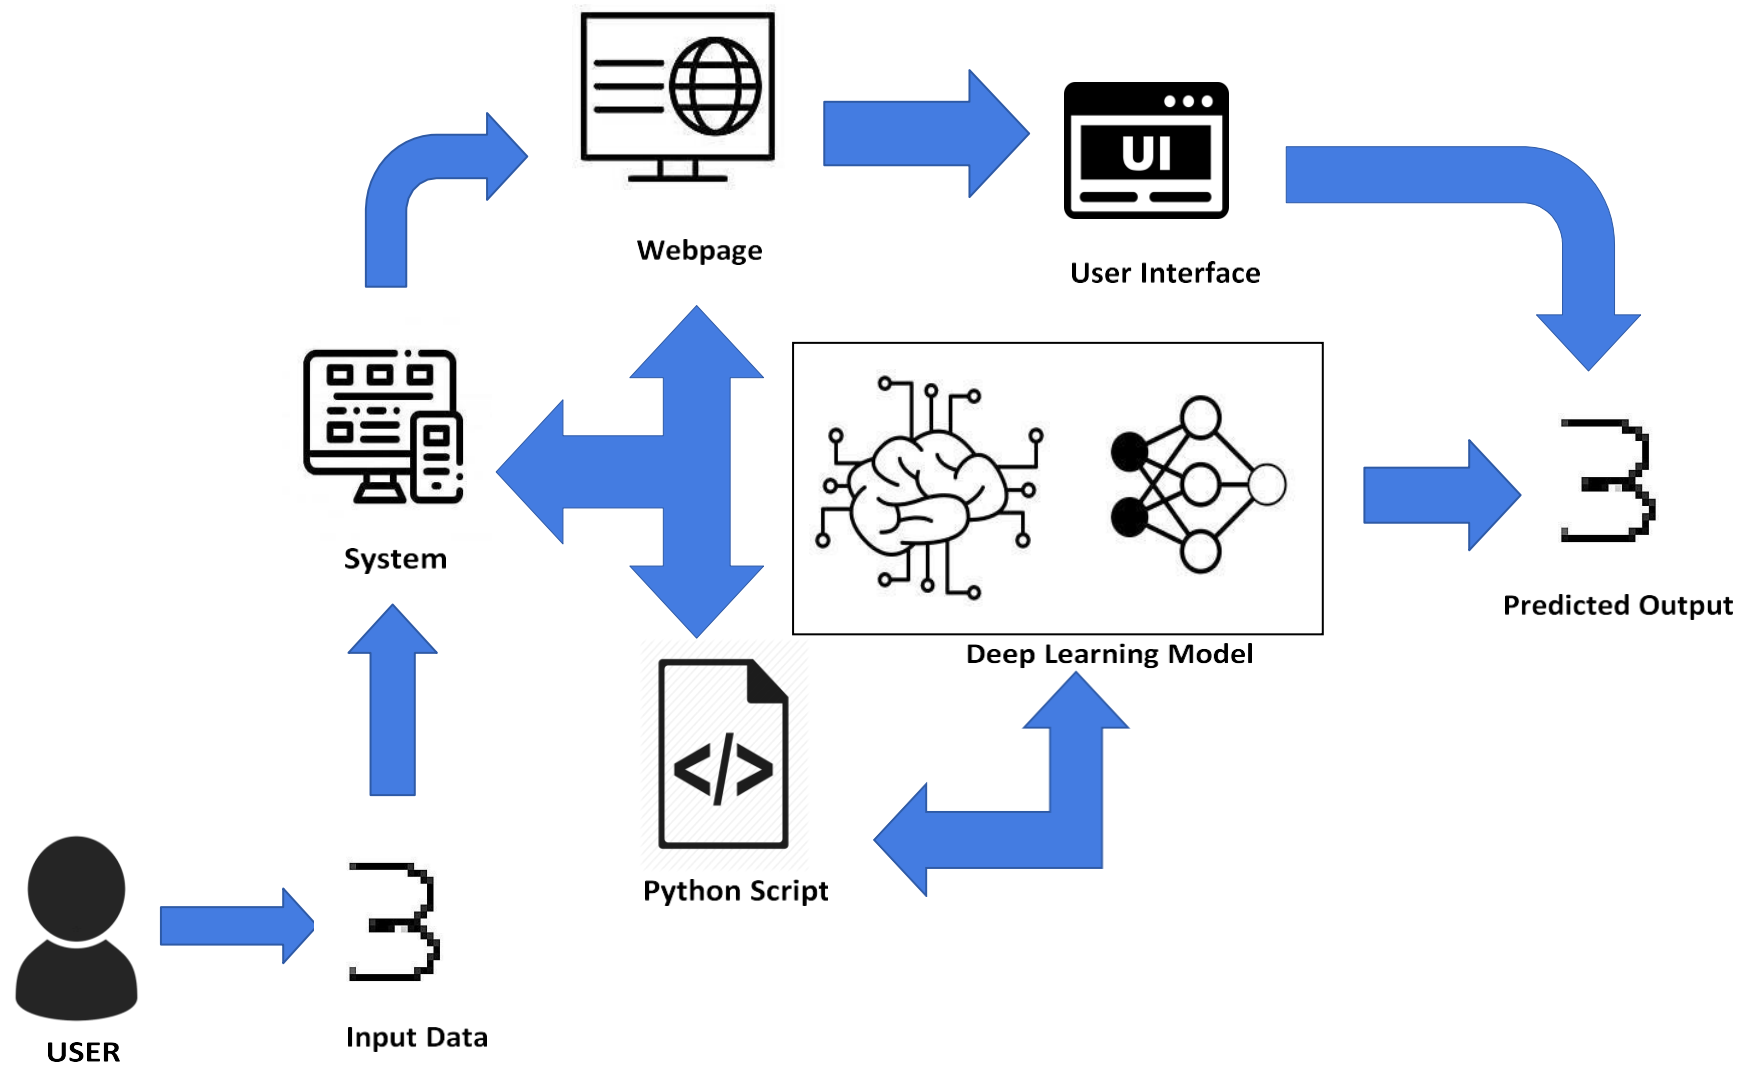 Webpage
UI
User Interface
System
3
Predicted Output
Deep Learning Model
</>
Python Script
3
Input Data
USER